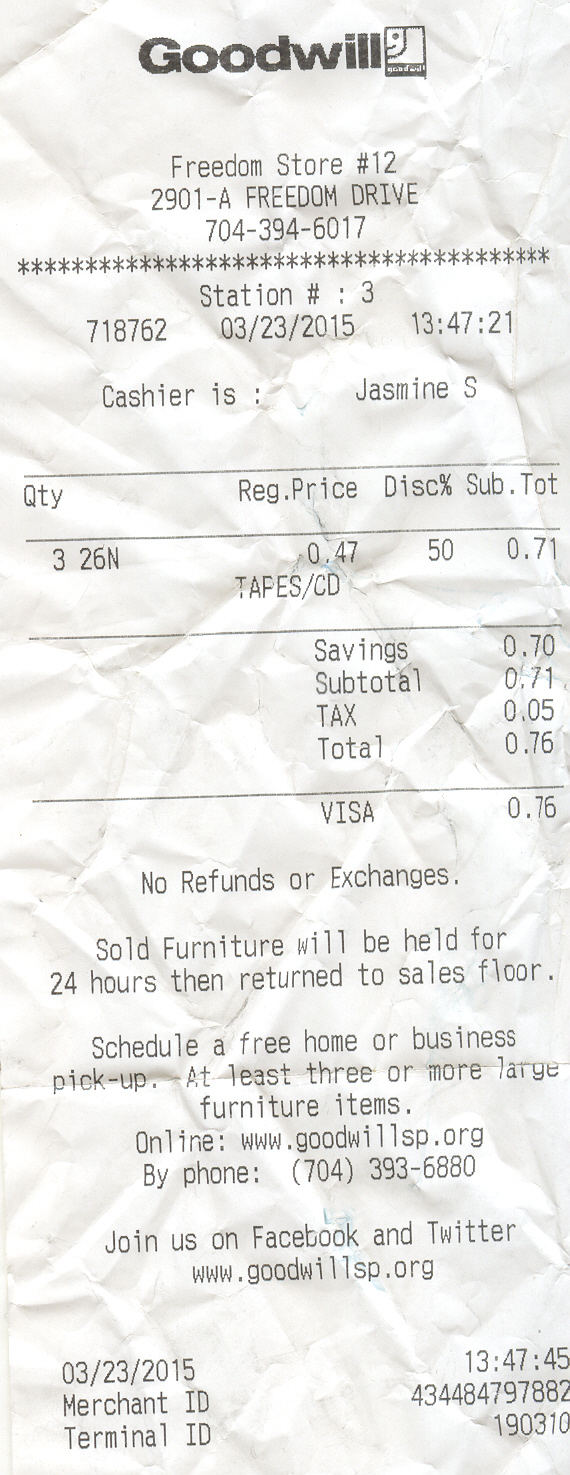 Goodwill
goodwill
Freedom Store #12
2901-A FREEDOM DRIVE
704-394-6017
****************************************
Station # : 3
718762 03/23/2015 13:47:21
Cashier is : Jasmine S
Qty Reg.Price Disc% Sub.Tot
3 26N 0.47 50 0.71
TAPES/CD
Savings 0.70
Subtotal 0.71
TAX 0.05
Total 0.76
VISA 0.76
No Refunds or Exchanges.
Sold Furniture will be held for
24 hours then returned to sales floor.
Schedule a free home or business
pick-up. At least three or more large
furniture items.
Online: www.goodwillsp.org
By phone: (704) 393-6880
Join us on Facebook and Twitter
www.goodwillsp.org
03/23/2015 13:47:45
Merchant ID 434484797882
Terminal ID 190310